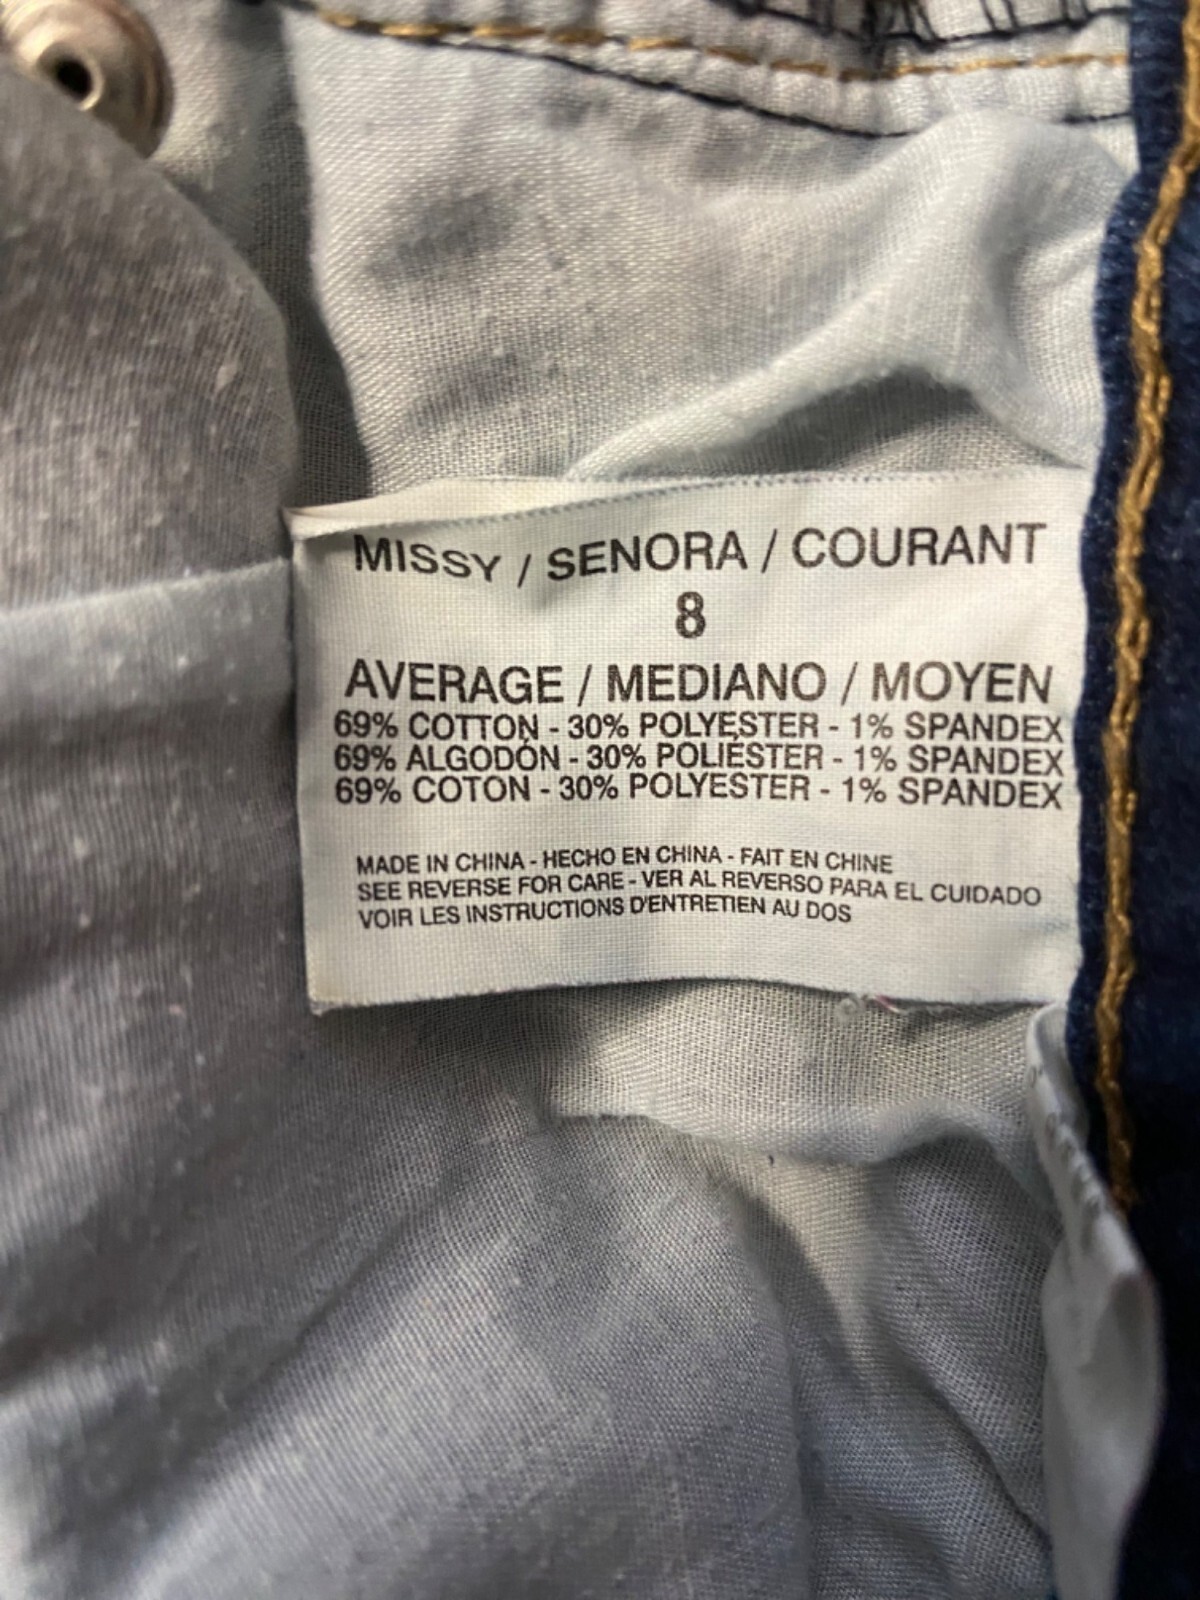 MISSY / SENORA / COURANT
8
AVERAGE / MEDIANO / MOYEN
69% COTTON - 30% POLYESTER - 1% SPANDEX
69% ALGODÓN - 30% POLIÉSTER - 1% SPANDEX
69% COTON - 30% POLYESTER - 1% SPANDEX
MADE IN CHINA - HECHO EN CHINA - FAIT EN CHINE
SEE REVERSE FOR CARE - VER AL REVERSO PARA EL CUIDADO
VOIR LES INSTRUCTIONS D'ENTRETIEN AU DOS